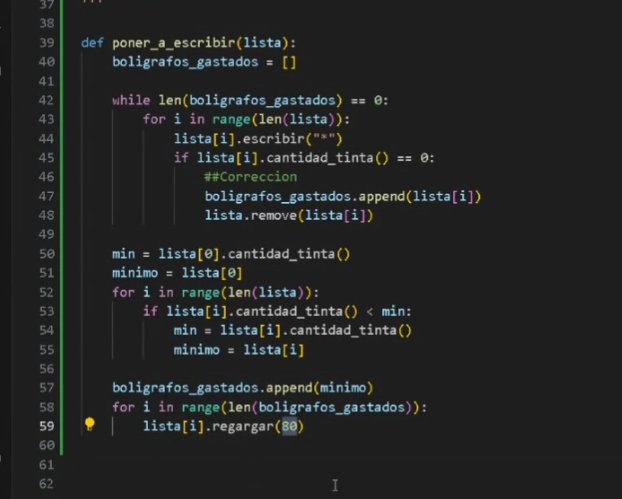 37 '''
38
39 def poner_a_escribir(lista):
40     boligrafos_gastados = []
41
42     while len(boligrafos_gastados) == 0:
43         for i in range(len(lista)):
44             lista[i].escribir("*")
45             if lista[i].cantidad_tinta() == 0:
46                 ##Correccion
47                 boligrafos_gastados.append(lista[i])
48                 lista.remove(lista[i])
49
50     min = lista[0].cantidad_tinta()
51     minimo = lista[0]
52     for i in range(len(lista)):
53         if lista[i].cantidad_tinta() < min:
54             min = lista[i].cantidad_tinta()
55             minimo = lista[i]
56
57     boligrafos_gastados.append(minimo)
58     for i in range(len(boligrafos_gastados)):
59         lista[i].regargar(80)
60
61
62